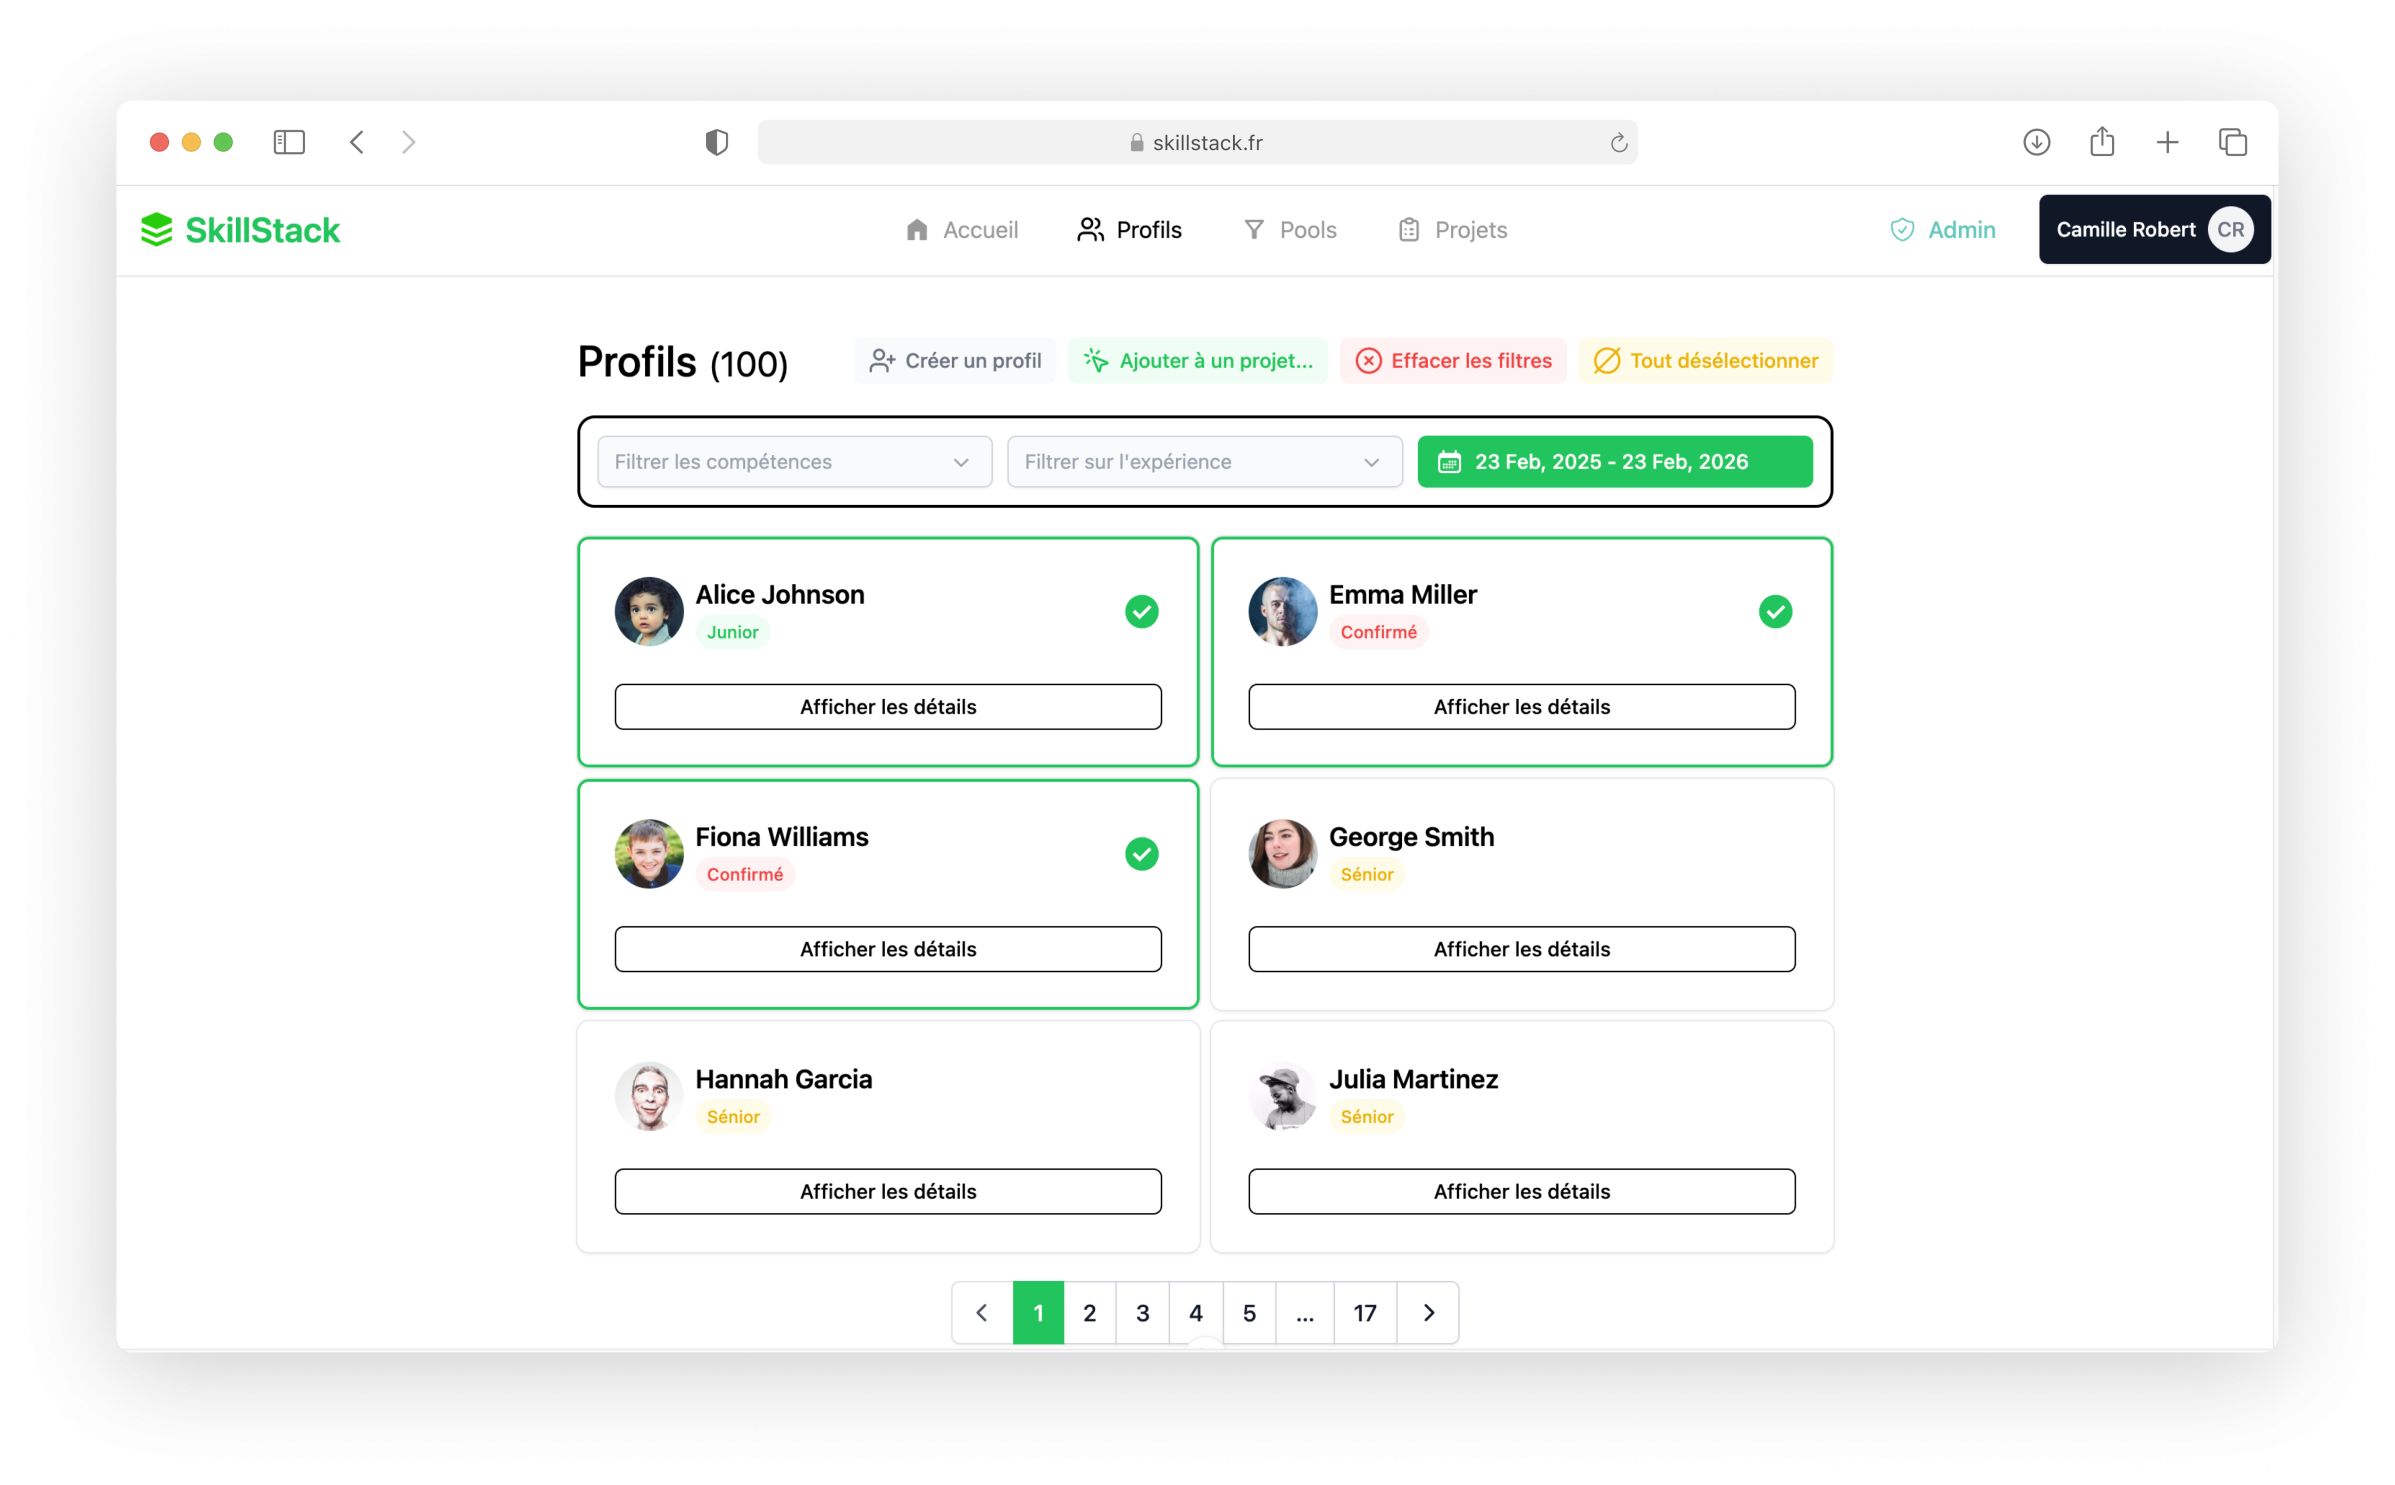 skillstack.fr
SkillStack
Accueil
Profils
Pools
Projets
Admin
Camille Robert
CR
Profils (100)
Créer un profil
Ajouter à un projet...
Effacer les filtres
Tout désélectionner
Filtrer les compétences
Filtrer sur l'expérience
23 Feb, 2025 - 23 Feb, 2026
Alice Johnson
Junior
Afficher les détails
Emma Miller
Confirmé
Afficher les détails
Fiona Williams
Confirmé
Afficher les détails
George Smith
Sénior
Afficher les détails
Hannah Garcia
Sénior
Afficher les détails
Julia Martinez
Sénior
Afficher les détails
1 2 3 4 5 ... 17